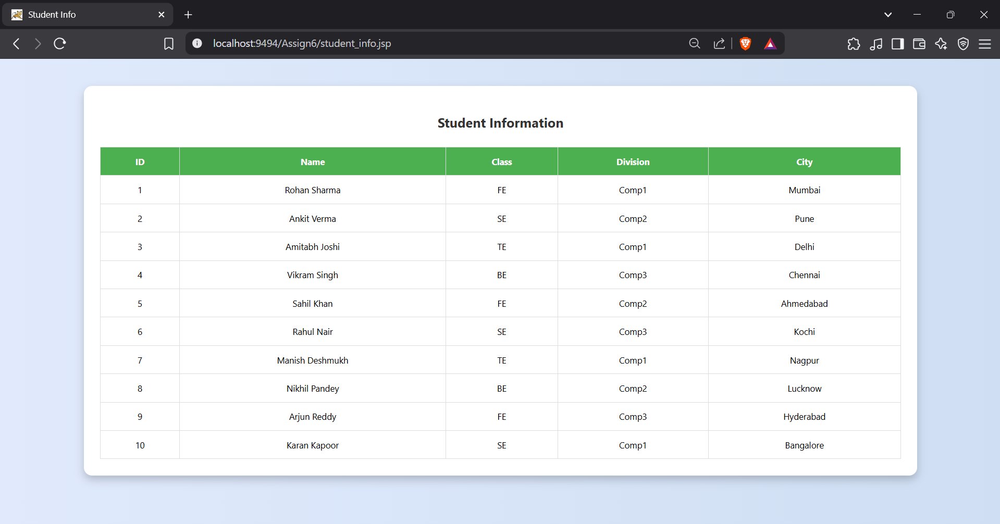 Student Info
localhost:9494/Assign6/student_info.jsp
Student Information
ID Name Class Division City
1 Rohan Sharma FE Comp1 Mumbai
2 Ankit Verma SE Comp2 Pune
3 Amitabh Joshi TE Comp1 Delhi
4 Vikram Singh BE Comp3 Chennai
5 Sahil Khan FE Comp2 Ahmedabad
6 Rahul Nair SE Comp3 Kochi
7 Manish Deshmukh TE Comp1 Nagpur
8 Nikhil Pandey BE Comp2 Lucknow
9 Arjun Reddy FE Comp3 Hyderabad
10 Karan Kapoor SE Comp1 Bangalore